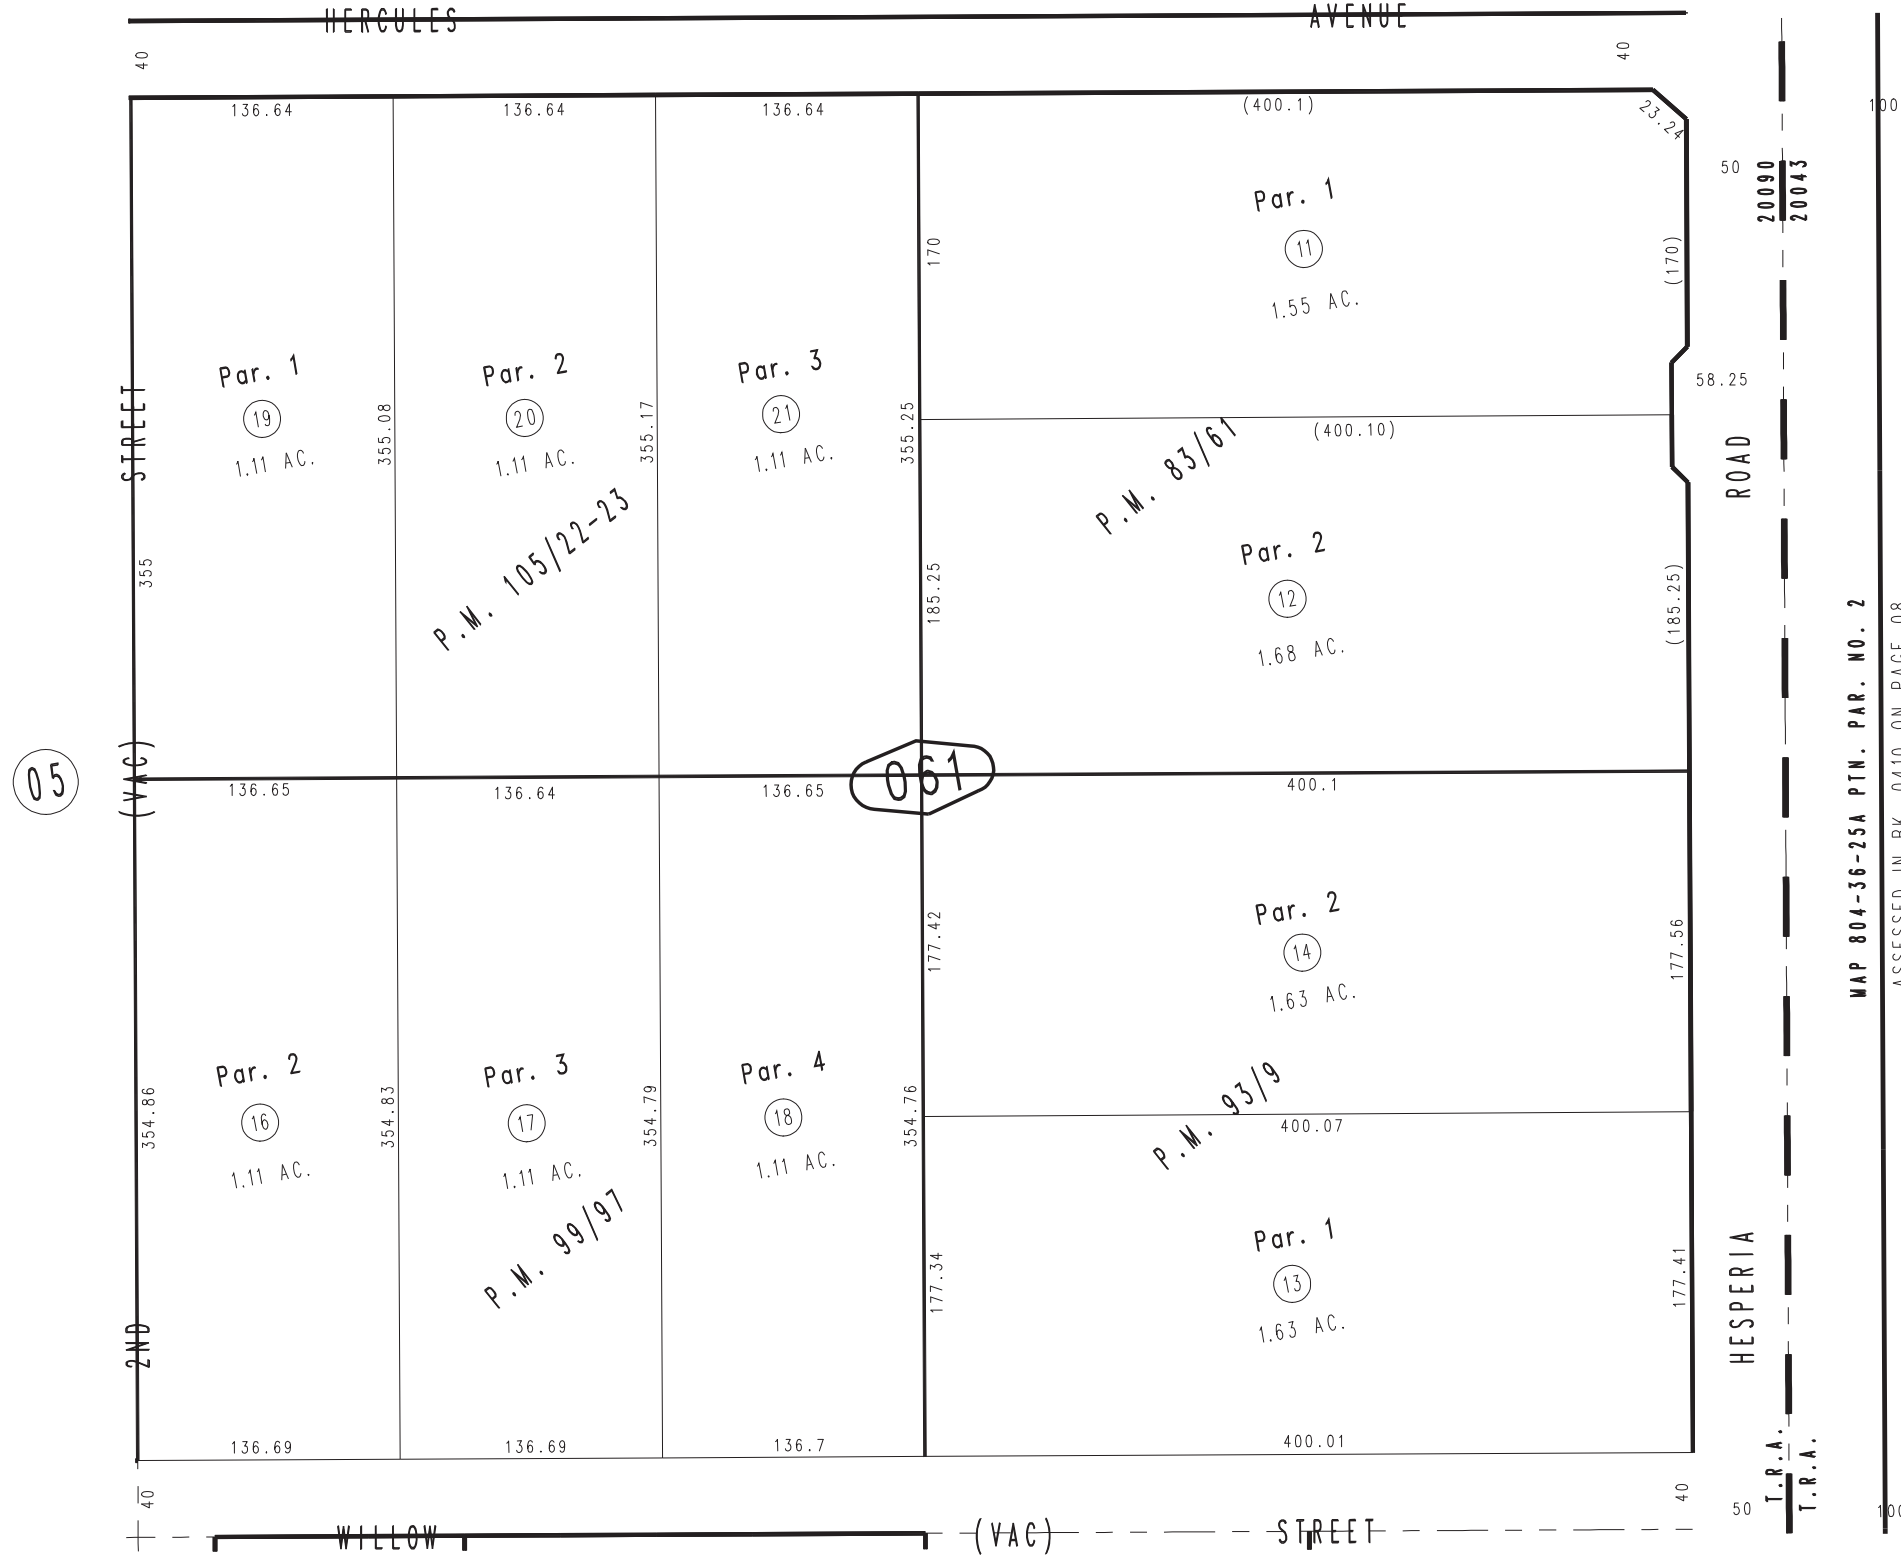 HERCULES AVENUE
40 40
136.64 136.64 136.64 (400.1) 23.24
100
50
20090
20043
Par. 1
11
1.55 AC.
170
(170)
Par. 1
19
1.11 AC.
Par. 2
20
1.11 AC.
Par. 3
21
1.11 AC.
355
355.08
355.17
355.25
58.25
(400.10)
P.M. 105/22-23
P.M. 83/61
Par. 2
12
1.68 AC.
185.25
(185.25)
05
061
136.65 136.64 136.65 400.1
Par. 2
14
1.63 AC.
177.42
177.56
Par. 2
16
1.11 AC.
Par. 3
17
1.11 AC.
Par. 4
18
1.11 AC.
354.86
354.83
354.79
354.76
400.07
P.M. 99/97
P.M. 93/9
Par. 1
13
1.63 AC.
177.34
177.41
136.69 136.69 136.7 400.01
2ND (VAC) STREET
HESPERIA ROAD
T.R.A.
T.R.A.
MAP 804-36-25A PTN. PAR. NO. 2
ASSESSED IN BK. 0410 ON PAGE 08
40 40 50 100
WILLOW (VAC) STREET